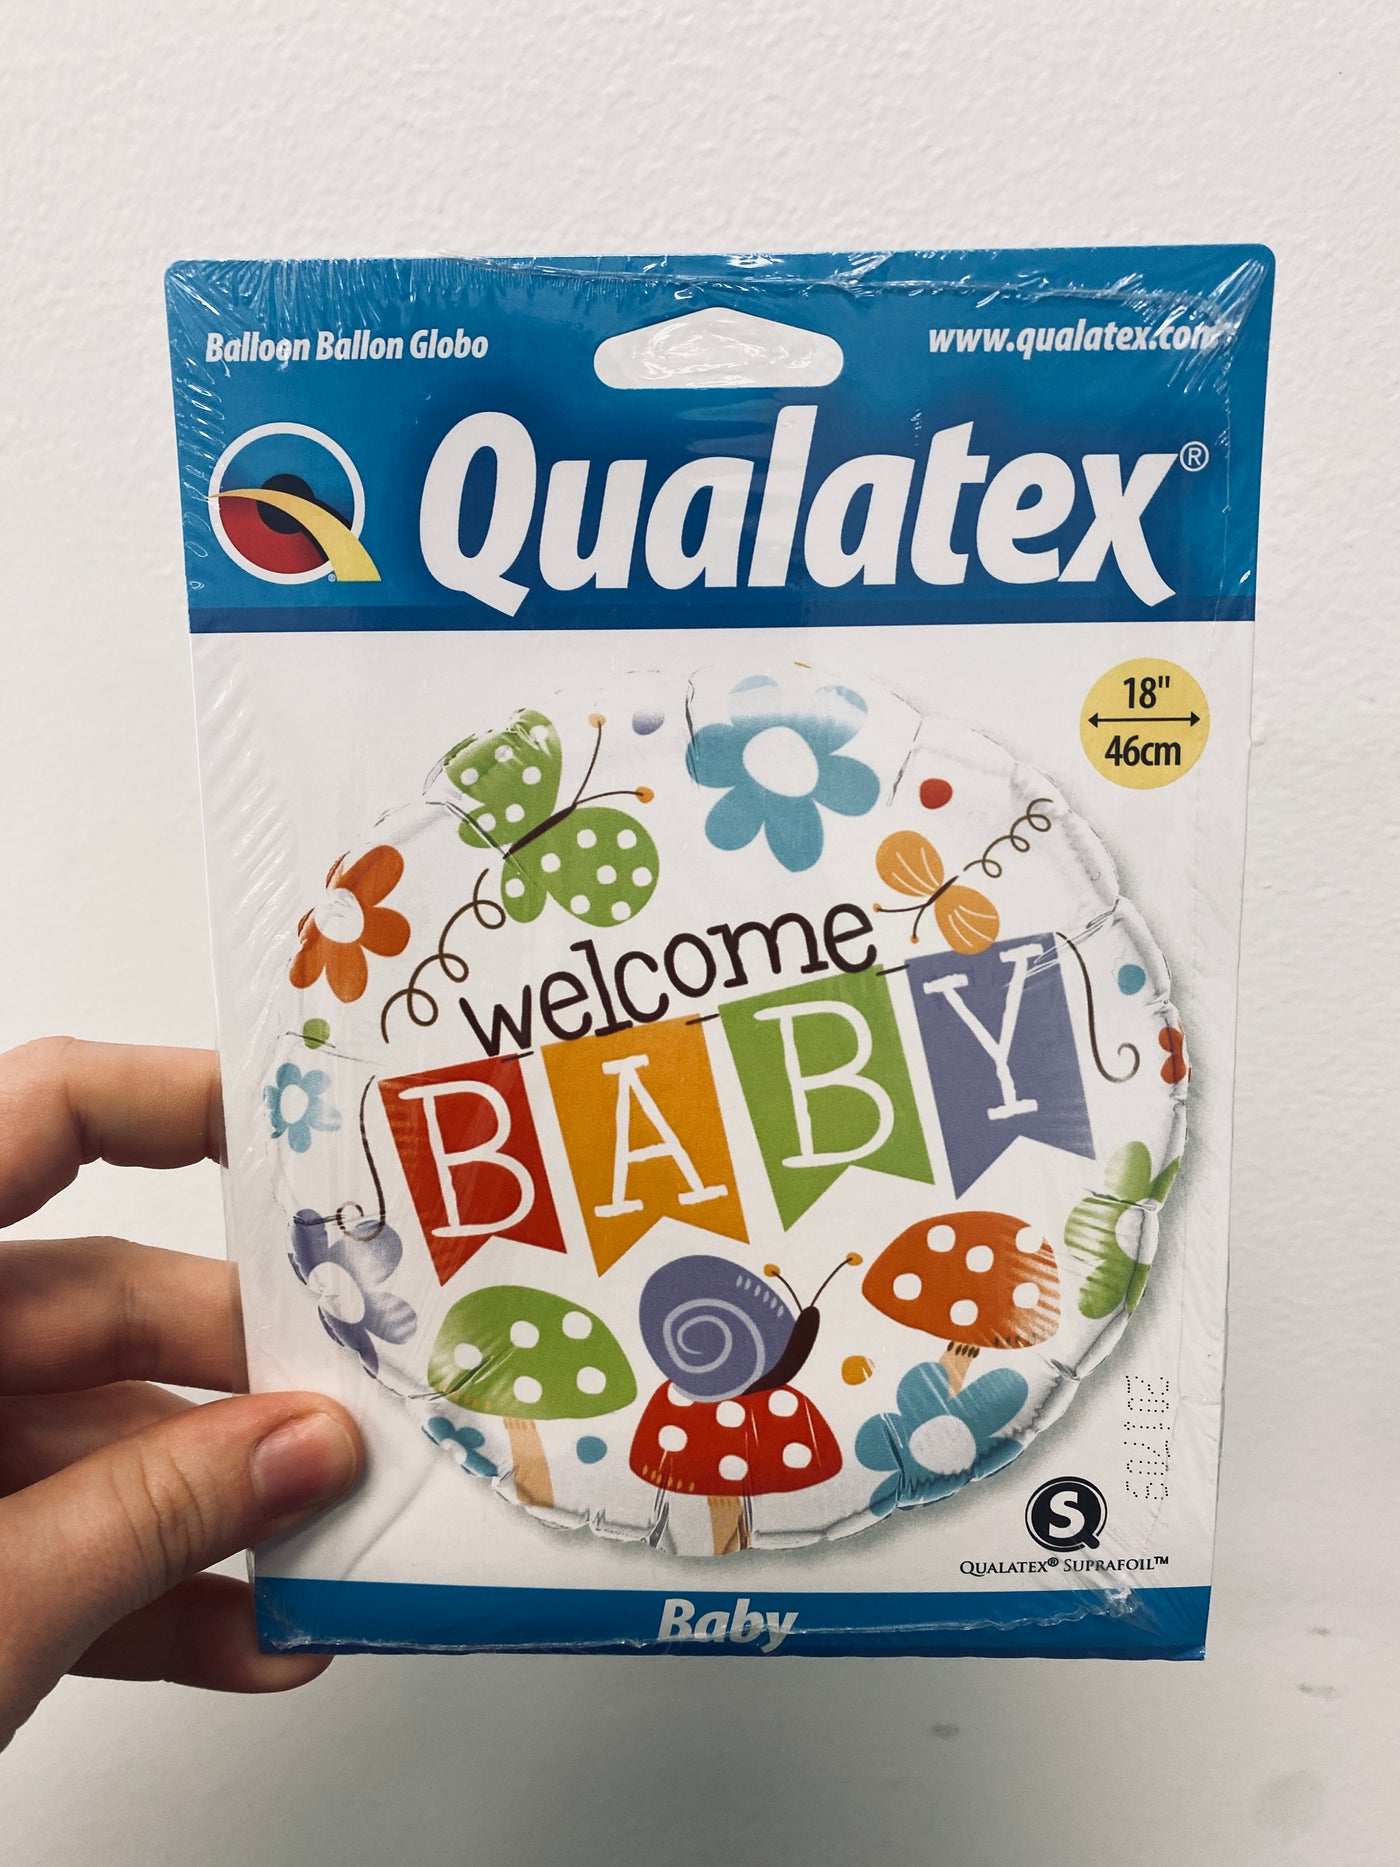 Balloon Ballon Globo
www.qualatex.com
Qualatex®
18"
46cm
welcome
BABY
S
QUALATEX® SUPRAFOIL™
Baby